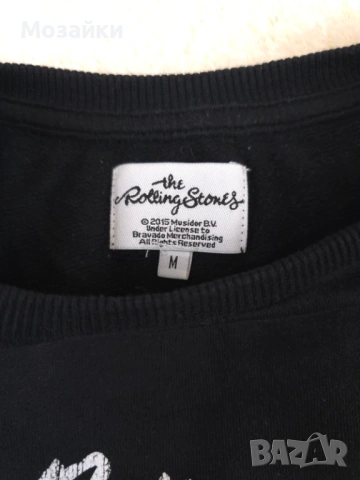 Мозайки
the
Rolling Stones
© 2015 Musidor B.V.
Under License to
Bravado Merchandising
All Rights Reserved
M
BAZAR